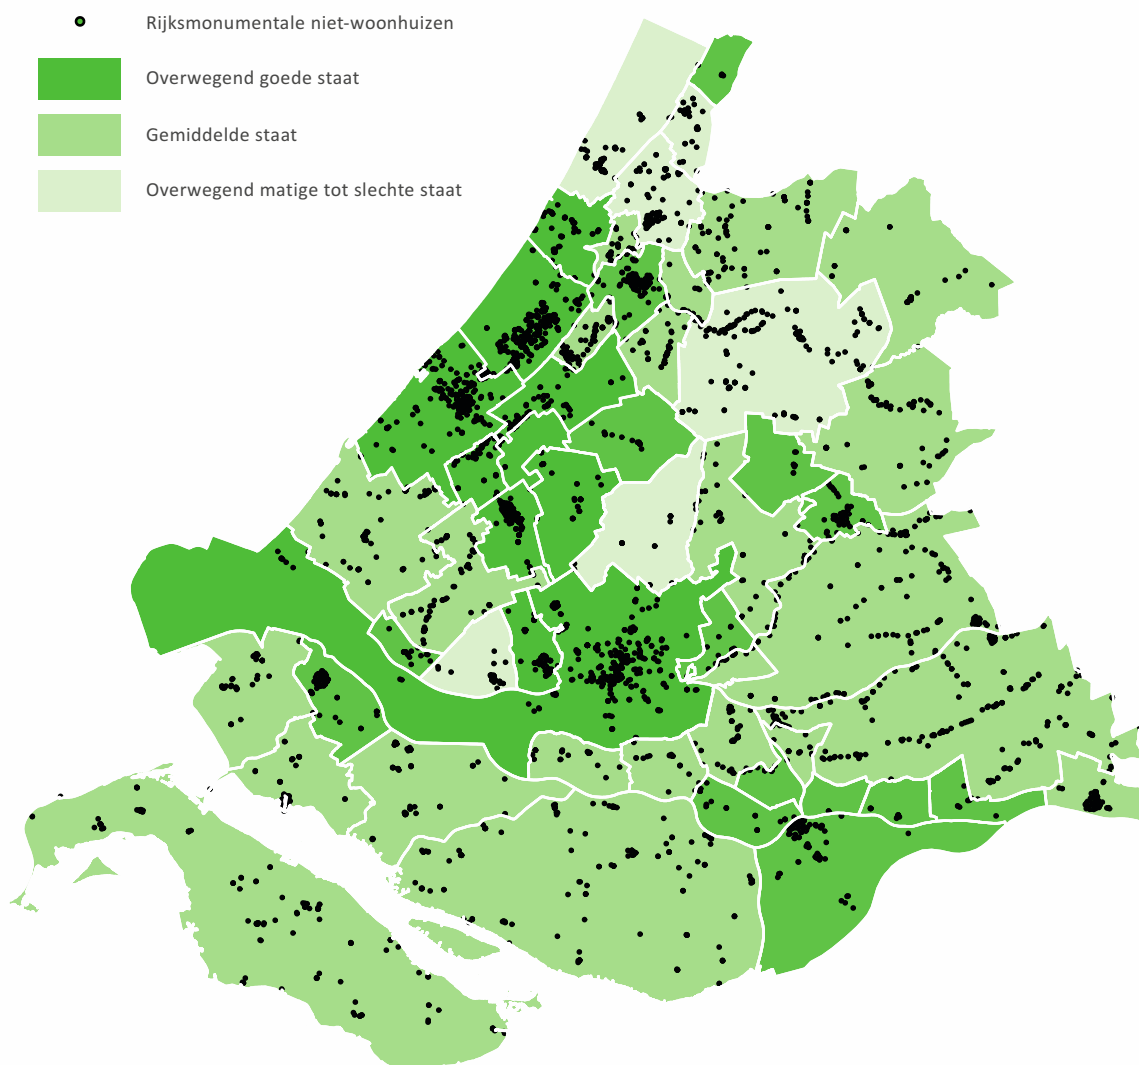 Rijksmonumentale niet-woonhuizen
Overwegend goede staat
Gemiddelde staat
Overwegend matige tot slechte staat